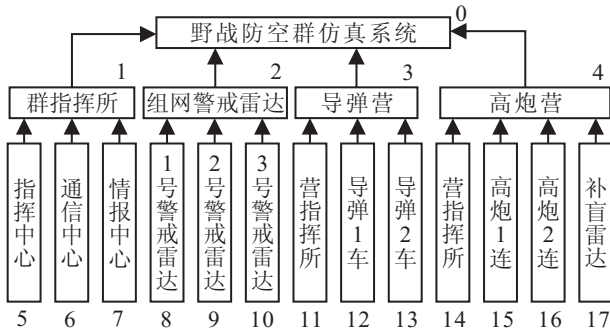 野战防空群仿真系统
0
群指挥所
1
组网警戒雷达
2
导弹营
3
高炮营
4
指挥中心
通信中心
情报中心
1号警戒雷达
2号警戒雷达
3号警戒雷达
营指挥所
导弹1车
导弹2车
营指挥所
高炮1连
高炮2连
补盲雷达
5 6 7 8 9 10 11 12 13 14 15 16 17